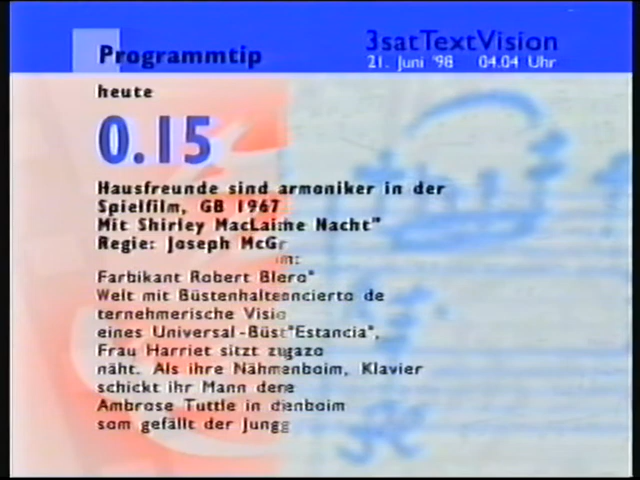 Programmtip
3satTextVision
21. Juni '98 04.04 Uhr
heute
0.15
Hausfreunde sind armoniker in der
Spielfilm, GB 1967
Mit Shirley MacLaine Nacht"
Regie: Joseph McGr
m:
Farbikant Robert Blero"
Welt mit Büstenhaltencierto de
ternehmerische Visio
eines Universal-Büst"Estancia",
Frau Harriet sitzt zugazo
näht. Als ihre Nähmenboim, Klavier
schickt ihr Mann dere
Ambrose Tuttle in denboim
som gefällt der Jungg